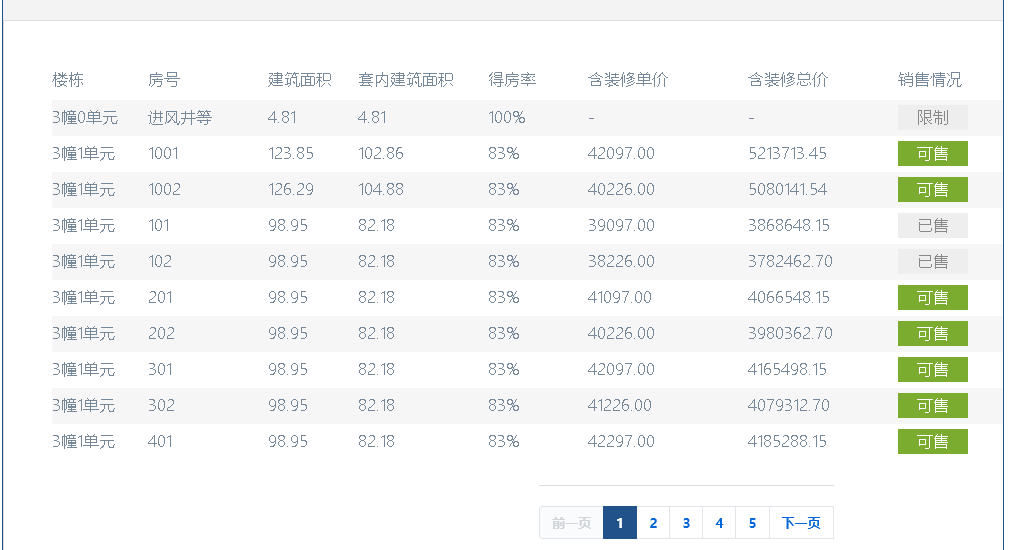 楼栋 房号 建筑面积 套内建筑面积 得房率 含装修单价 含装修总价 销售情况
3幢0单元 进风井等 4.81 4.81 100% - - 限制
3幢1单元 1001 123.85 102.86 83% 42097.00 5213713.45 可售
3幢1单元 1002 126.29 104.88 83% 40226.00 5080141.54 可售
3幢1单元 101 98.95 82.18 83% 39097.00 3868648.15 已售
3幢1单元 102 98.95 82.18 83% 38226.00 3782462.70 已售
3幢1单元 201 98.95 82.18 83% 41097.00 4066548.15 可售
3幢1单元 202 98.95 82.18 83% 40226.00 3980362.70 可售
3幢1单元 301 98.95 82.18 83% 42097.00 4165498.15 可售
3幢1单元 302 98.95 82.18 83% 41226.00 4079312.70 可售
3幢1单元 401 98.95 82.18 83% 42297.00 4185288.15 可售
前一页 1 2 3 4 5 下一页